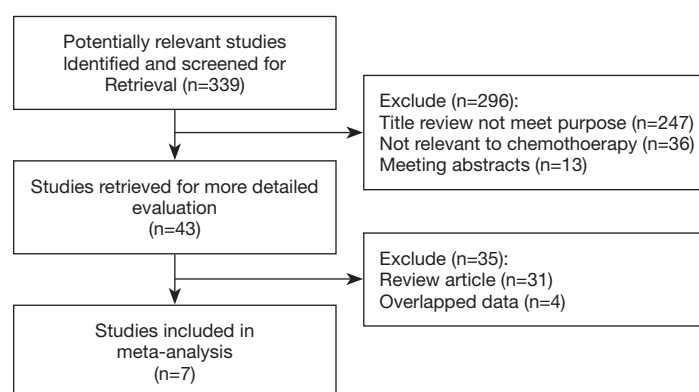 Potentially relevant studies
Identified and screened for
Retrieval (n=339)
Exclude (n=296):
Title review not meet purpose (n=247)
Not relevant to chemothoerapy (n=36)
Meeting abstracts (n=13)
Studies retrieved for more detailed
evaluation
(n=43)
Exclude (n=35):
Review article (n=31)
Overlapped data (n=4)
Studies included in
meta-analysis
(n=7)